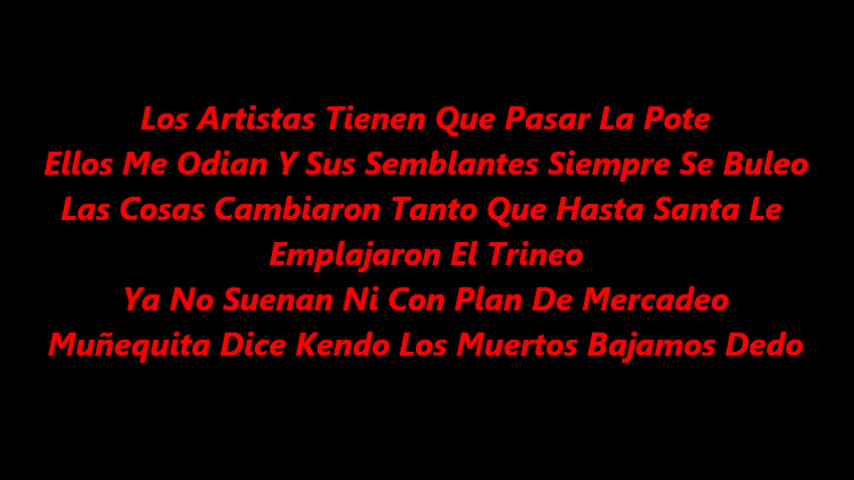 Los Artistas Tienen Que Pasar La Pote
Ellos Me Odian Y Sus Semblantes Siempre Se Buleo
Las Cosas Cambiaron Tanto Que Hasta Santa Le
Emplajaron El Trineo
Ya No Suenan Ni Con Plan De Mercadeo
Muñequita Dice Kendo Los Muertos Bajamos Dedo